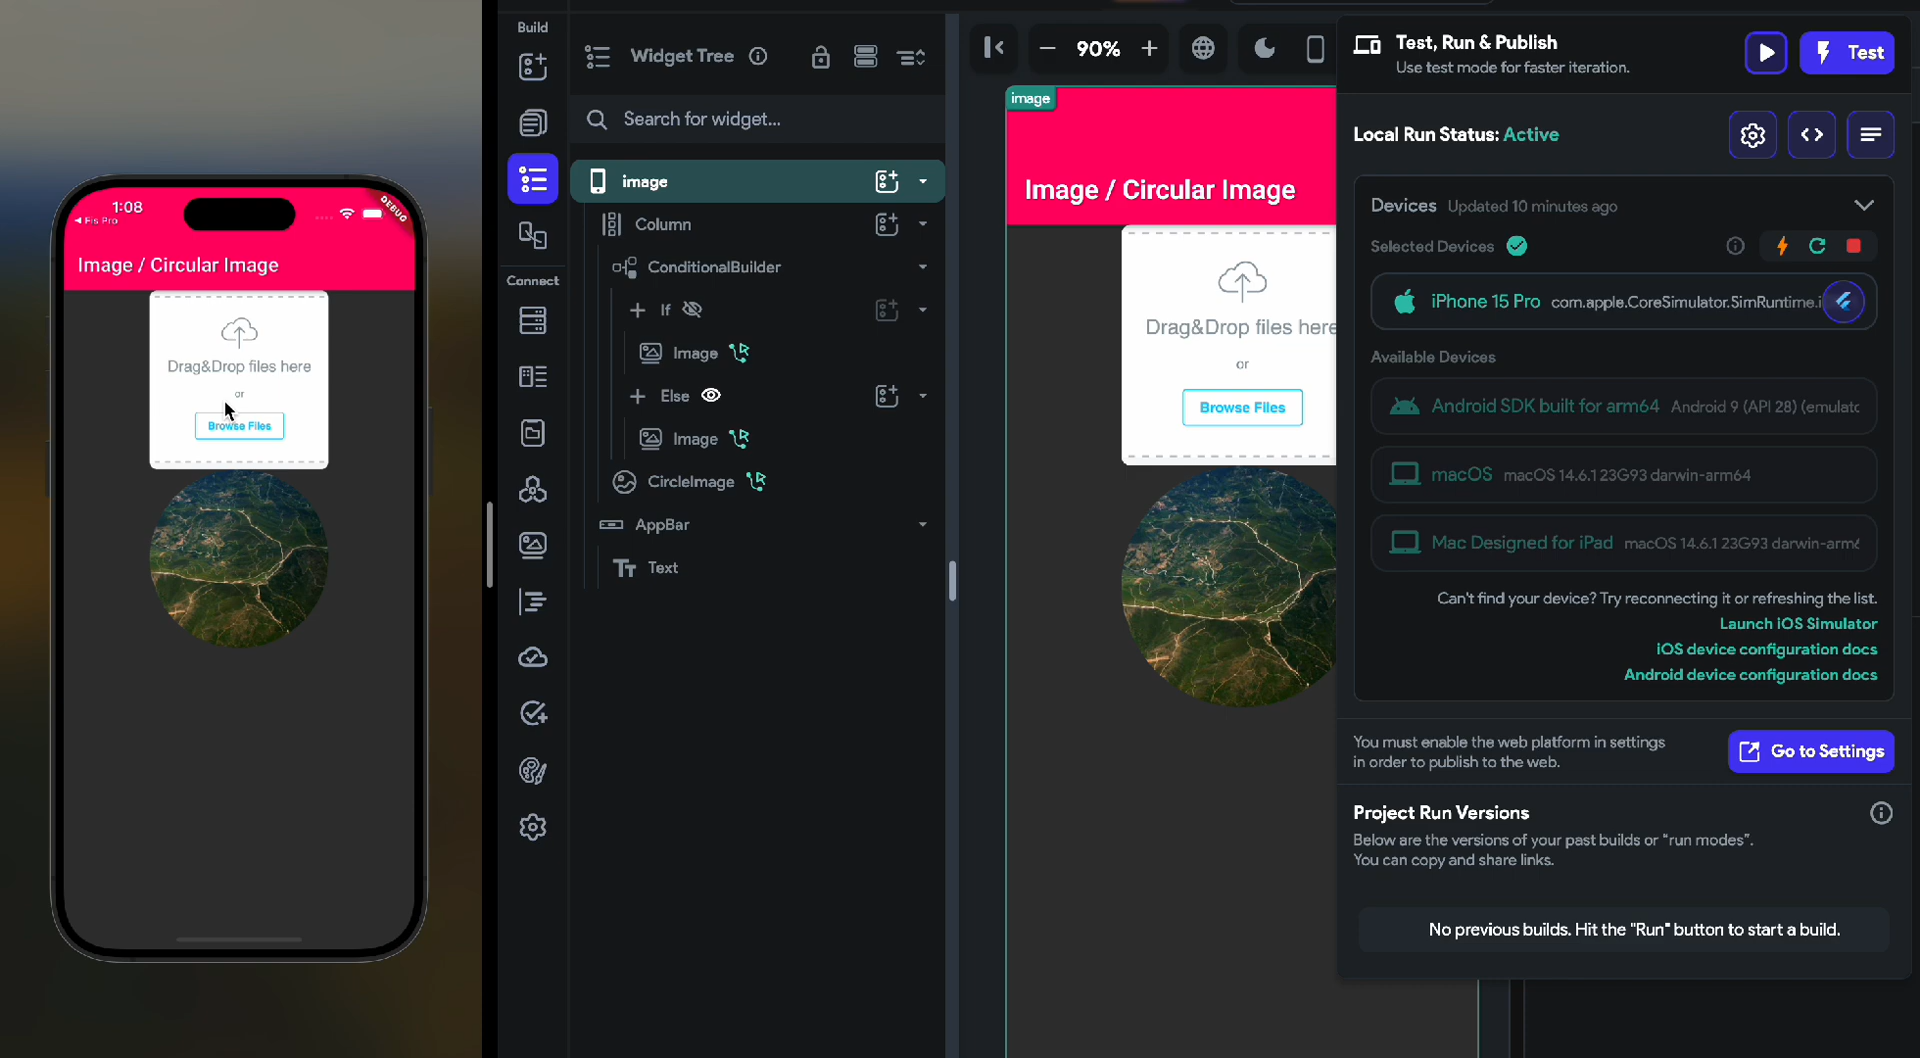 1:08
Fis Pro
DEBUG
Image / Circular Image
Drag&Drop files here
or
Browse Files
Build
Connect
Widget Tree
Search for widget...
image
Column
ConditionalBuilder
If
Image
Else
Image
CircleImage
AppBar
Text
90%
image
Image / Circular Image
Drag&Drop files here
or
Browse Files
Test, Run & Publish
Use test mode for faster iteration.
Test
Local Run Status: Active
Devices Updated 10 minutes ago
Selected Devices
iPhone 15 Pro com.apple.CoreSimulator.SimRuntime.i
Available Devices
Android SDK built for arm64 Android 9 (API 28) (emulato
macOS macOS 14.6.1 23G93 darwin-arm64
Mac Designed for iPad macOS 14.6.1 23G93 darwin-arm6
Can't find your device? Try reconnecting it or refreshing the list.
Launch iOS Simulator
iOS device configuration docs
Android device configuration docs
You must enable the web platform in settings
in order to publish to the web.
Go to Settings
Project Run Versions
Below are the versions of your past builds or "run modes".
You can copy and share links.
No previous builds. Hit the "Run" button to start a build.